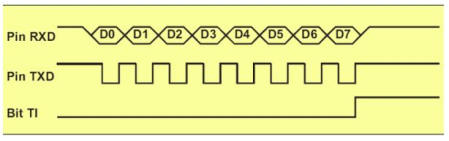 Pin RXD D0 D1 D2 D3 D4 D5 D6 D7
Pin TXD
Bit TI